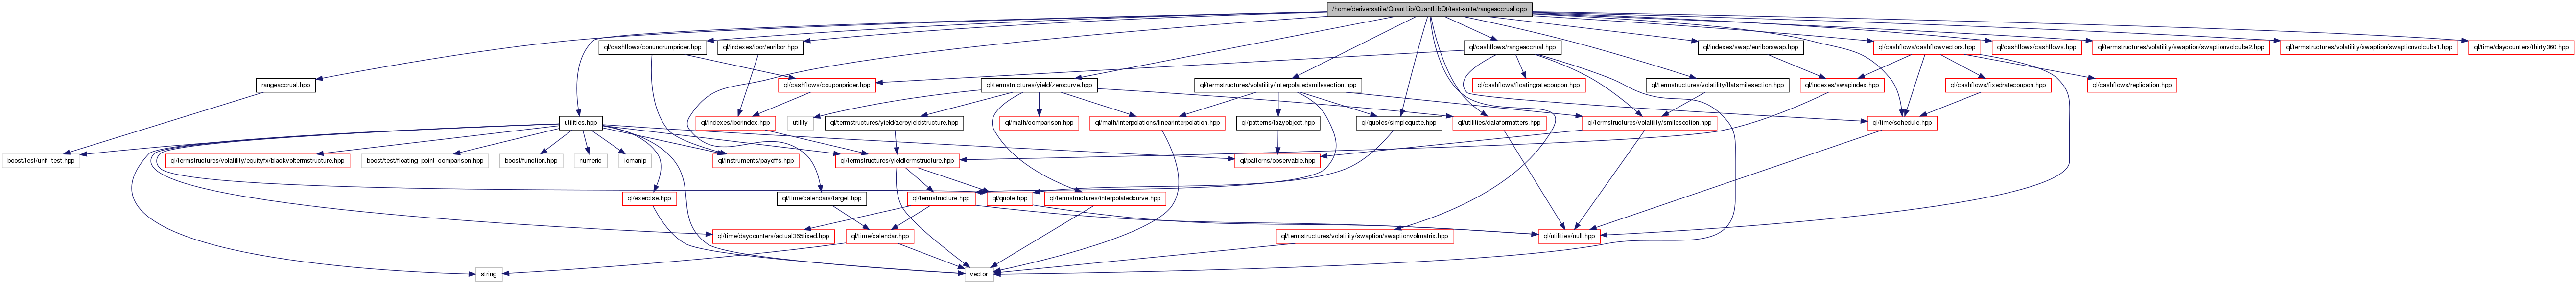 /home/deriversatile/QuantLib/QuantLibQt/test-suite/rangeaccrual.cpp
ql/cashflows/conundrumpricer.hpp
ql/indexes/ibor/euribor.hpp
ql/cashflows/rangeaccrual.hpp
ql/indexes/swap/euriborswap.hpp
ql/cashflows/cashflowvectors.hpp
ql/cashflows/cashflows.hpp
ql/termstructures/volatility/swaption/swaptionvolcube2.hpp
ql/termstructures/volatility/swaption/swaptionvolcube1.hpp
ql/time/daycounters/thirty360.hpp
rangeaccrual.hpp
ql/cashflows/couponpricer.hpp
ql/termstructures/yield/zerocurve.hpp
ql/termstructures/volatility/interpolatedsmilesection.hpp
ql/cashflows/floatingratecoupon.hpp
ql/termstructures/volatility/flatsmilesection.hpp
ql/indexes/swapindex.hpp
ql/cashflows/fixedratecoupon.hpp
ql/cashflows/replication.hpp
utilities.hpp
ql/indexes/iborindex.hpp
utility
ql/termstructures/yield/zeroyieldstructure.hpp
ql/math/comparison.hpp
ql/math/interpolations/linearinterpolation.hpp
ql/patterns/lazyobject.hpp
ql/quotes/simplequote.hpp
ql/utilities/dataformatters.hpp
ql/termstructures/volatility/smilesection.hpp
ql/time/schedule.hpp
boost/test/unit_test.hpp
ql/termstructures/volatility/equityfx/blackvoltermstructure.hpp
boost/test/floating_point_comparison.hpp
boost/function.hpp
numeric
iomanip
ql/instruments/payoffs.hpp
ql/termstructures/yieldtermstructure.hpp
ql/patterns/observable.hpp
ql/exercise.hpp
ql/time/calendars/target.hpp
ql/termstructure.hpp
ql/quote.hpp
ql/termstructures/interpolatedcurve.hpp
ql/time/daycounters/actual365fixed.hpp
ql/time/calendar.hpp
ql/termstructures/volatility/swaption/swaptionvolmatrix.hpp
ql/utilities/null.hpp
string
vector